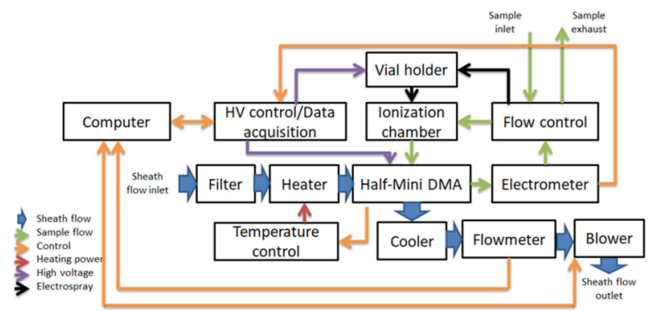 Sample
inlet
Sample
exhaust
Vial holder
Computer
HV control/Data
acquisition
Ionization
chamber
Flow control
Sheath
flow inlet
Filter
Heater
Half-Mini DMA
Electrometer
Temperature
control
Cooler
Flowmeter
Blower
Sheath flow
outlet
Sheath flow
Sample flow
Control
Heating power
High voltage
Electrospray